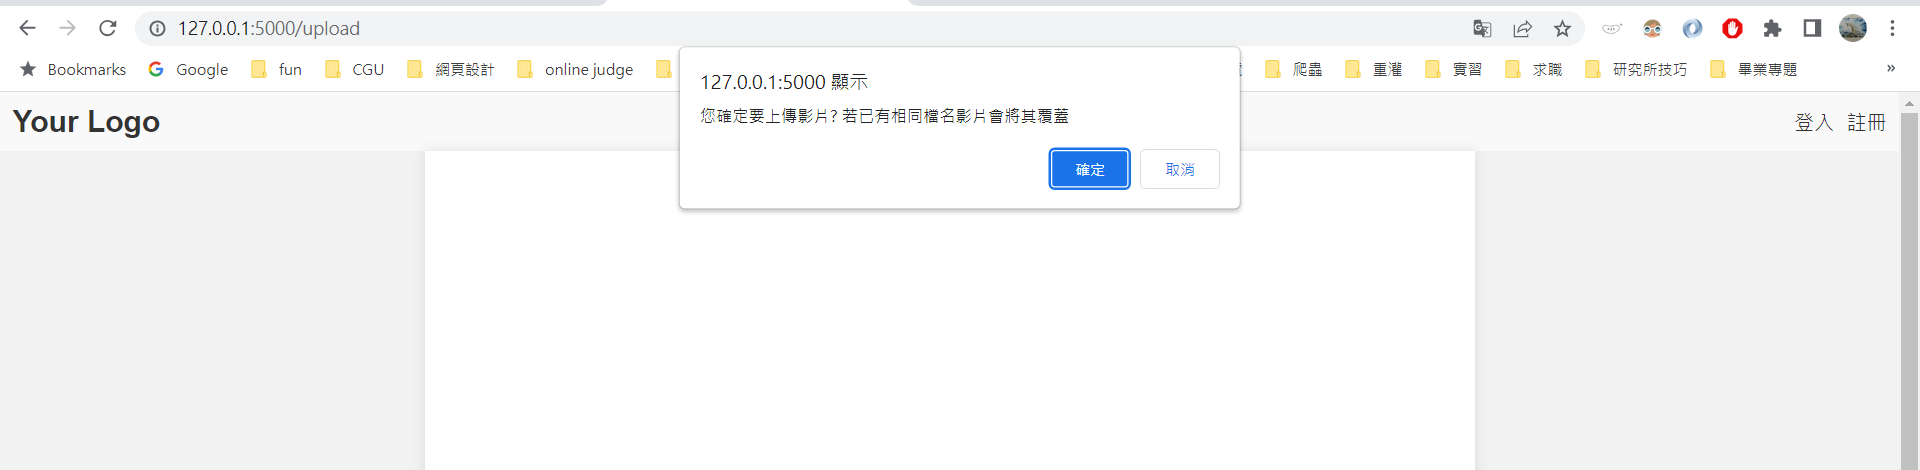 127.0.0.1:5000/upload
Bookmarks Google fun CGU 網頁設計 online judge 爬蟲 重灌 實習 求職 研究所技巧 畢業專題 »
127.0.0.1:5000 顯示
您確定要上傳影片? 若已有相同檔名影片會將其覆蓋
確定 取消
Your Logo 登入 註冊